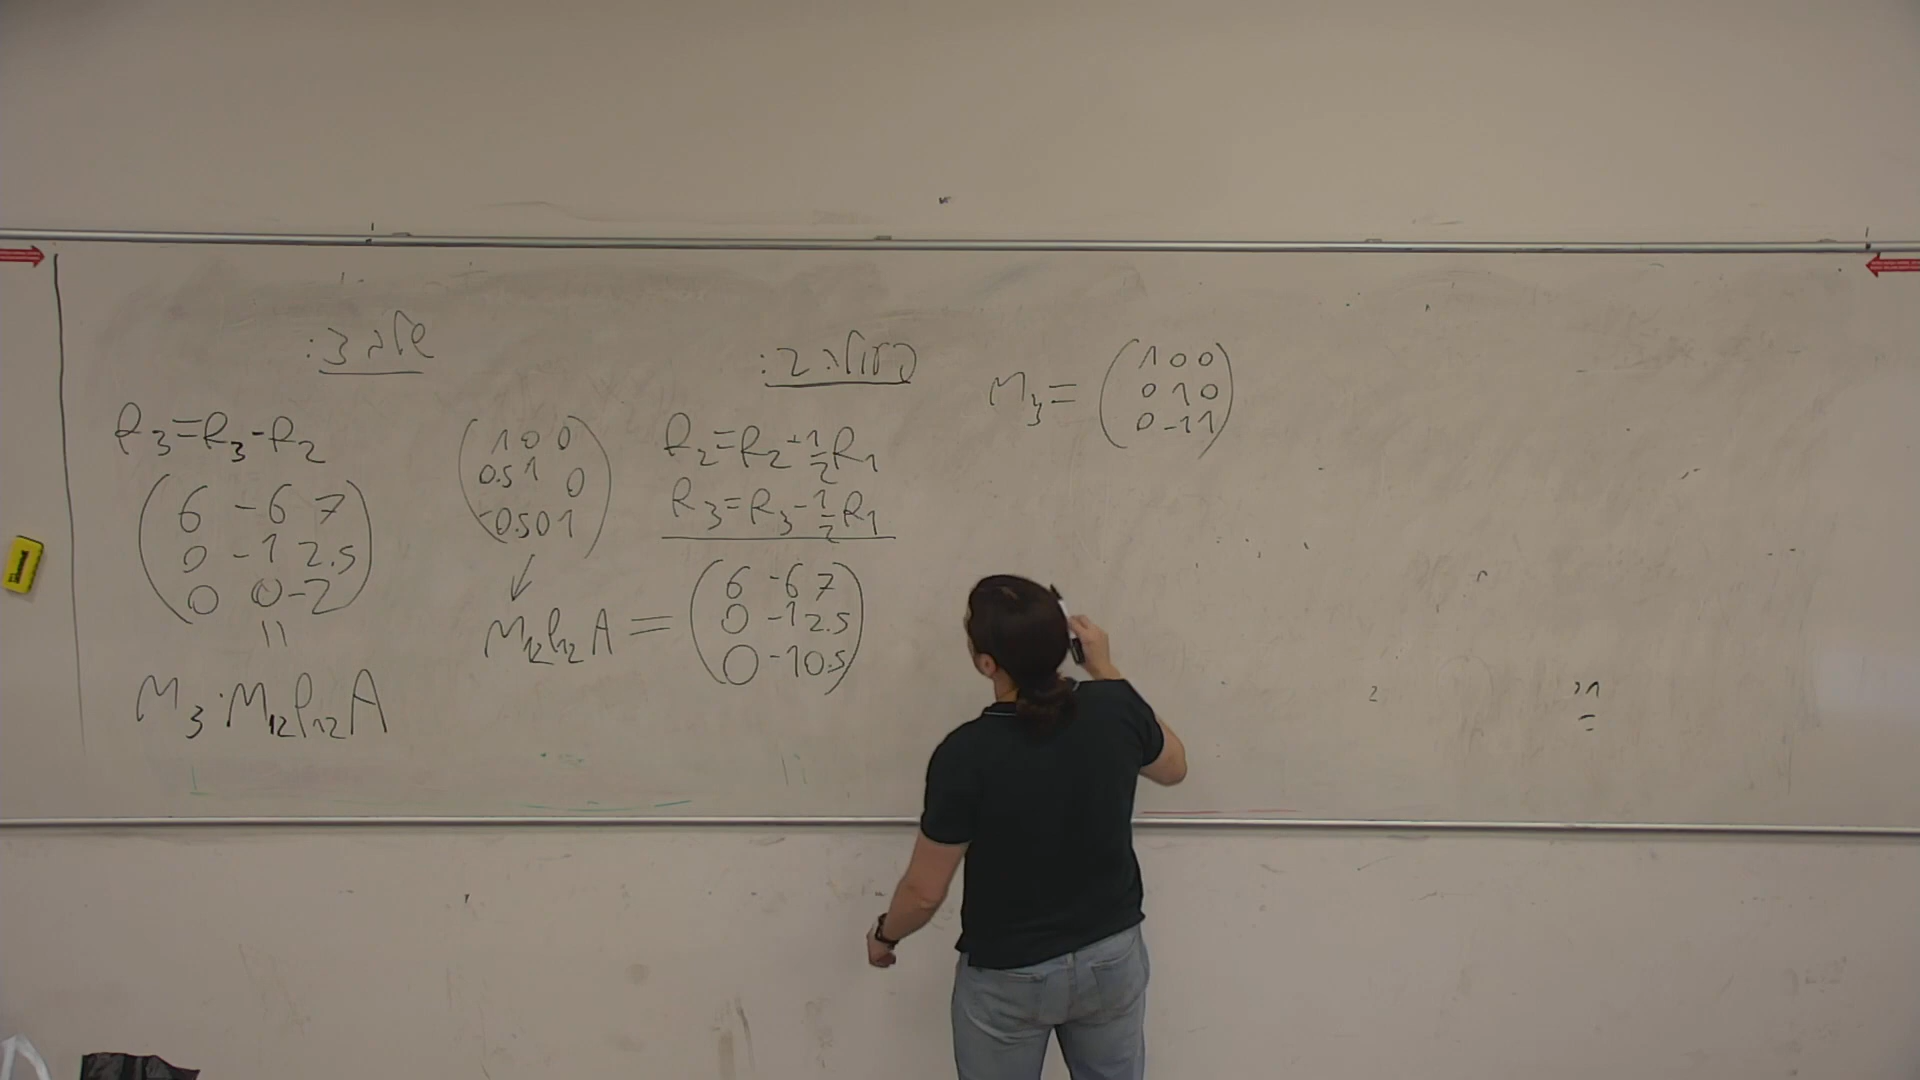 שלב 3:
R₃=R₃-R₂
(6 -6 7
0 -1 2.5
0 0 -2)
=
M₃·M₁₂P₁₂A
(1 0 0
0.5 1 0
-0.5 0 1)
↓
M₁₂P₁₂A = (6 -6 7
0 -1 2.5
0 -1 0.5)
:2
R₂=R₂+½R₁
R₃=R₃-½R₁
M₃= (1 0 0
0 1 0
0 -1 1)